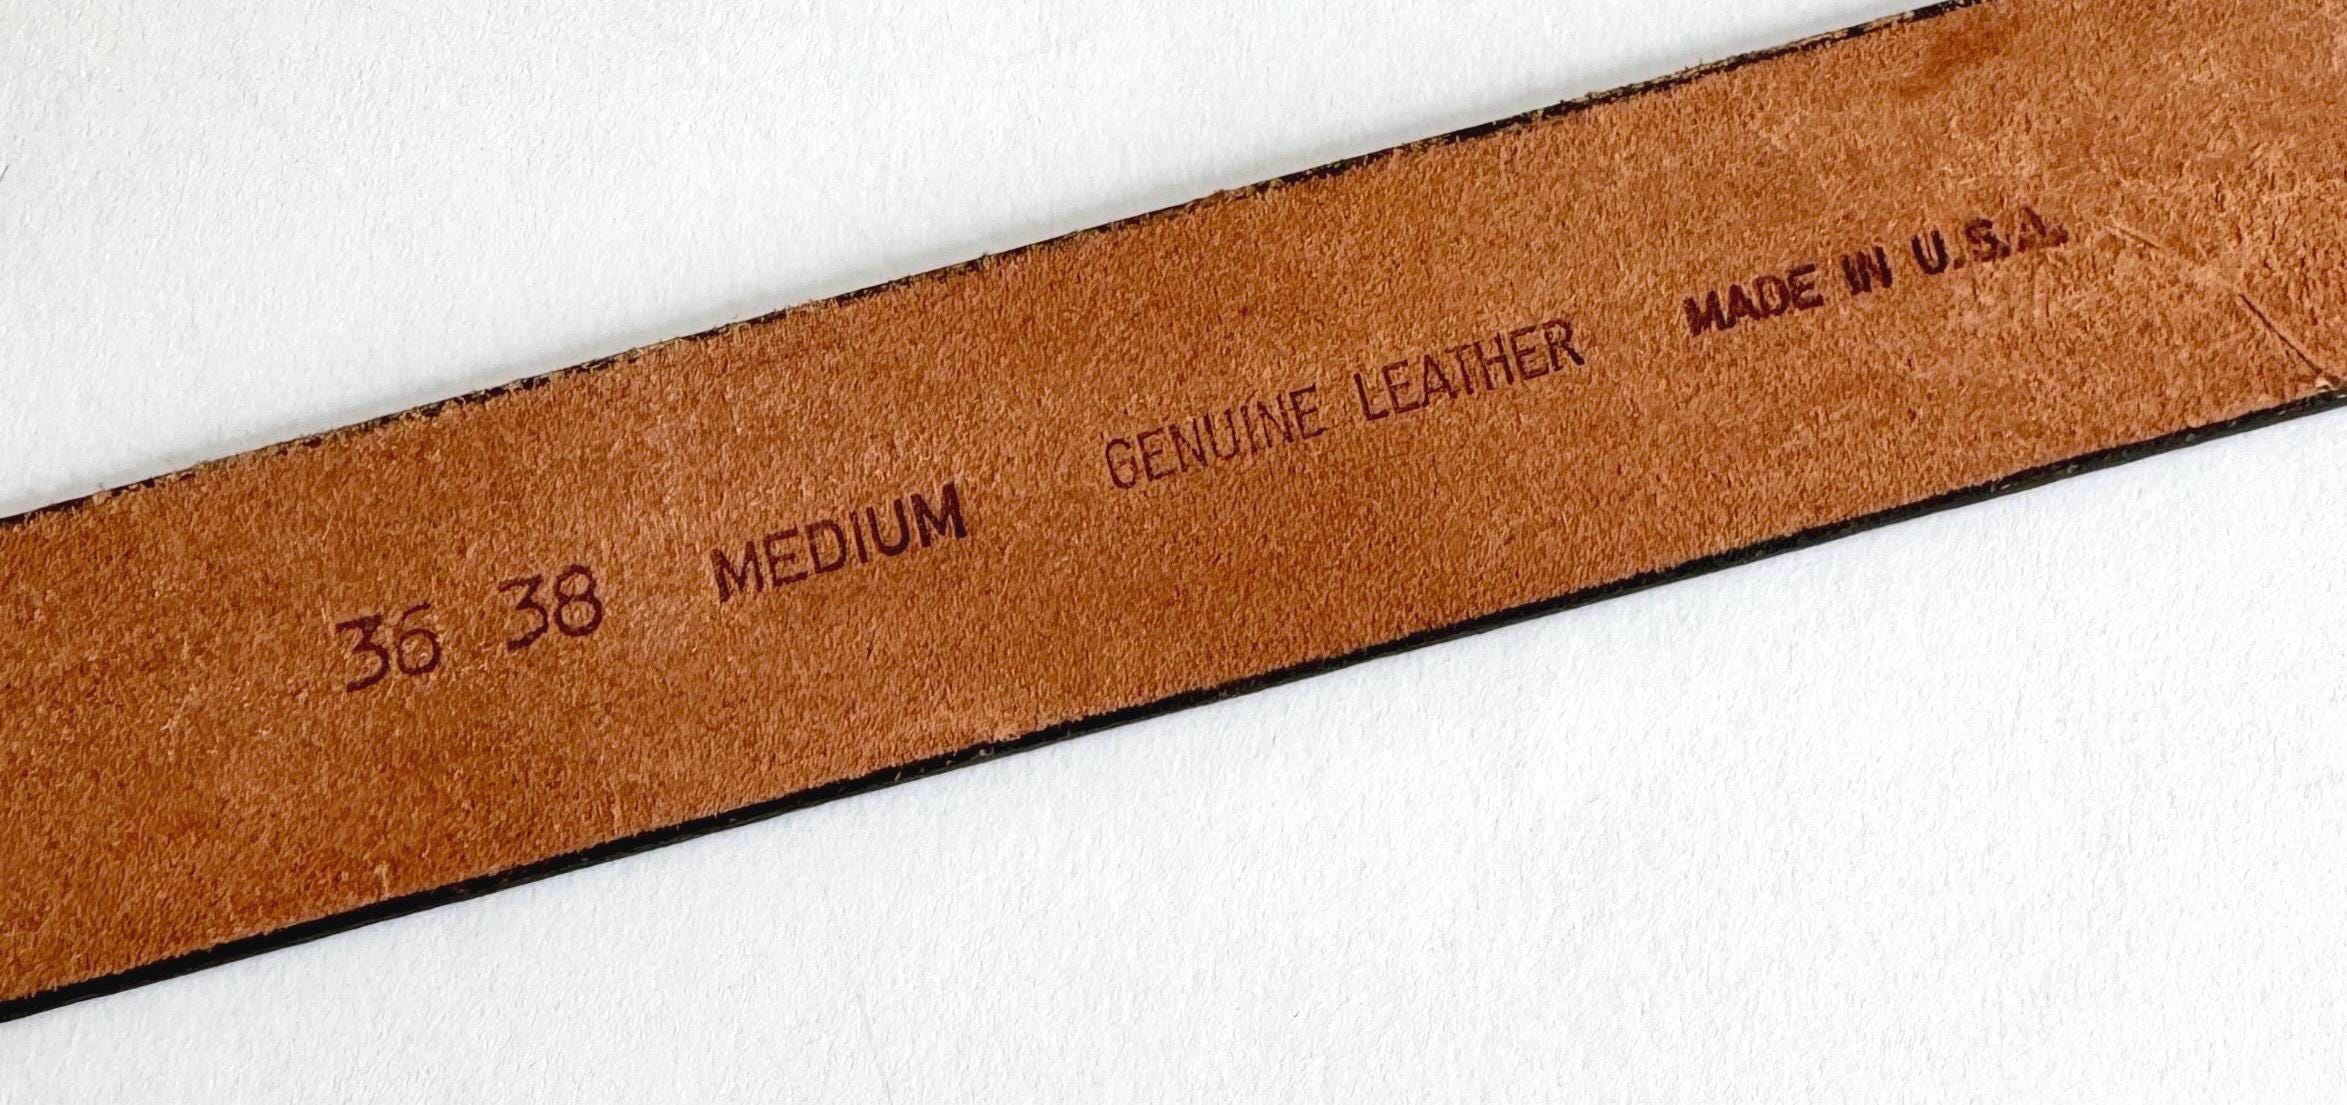 36 38 MEDIUM GENUINE LEATHER MADE IN U.S.A.